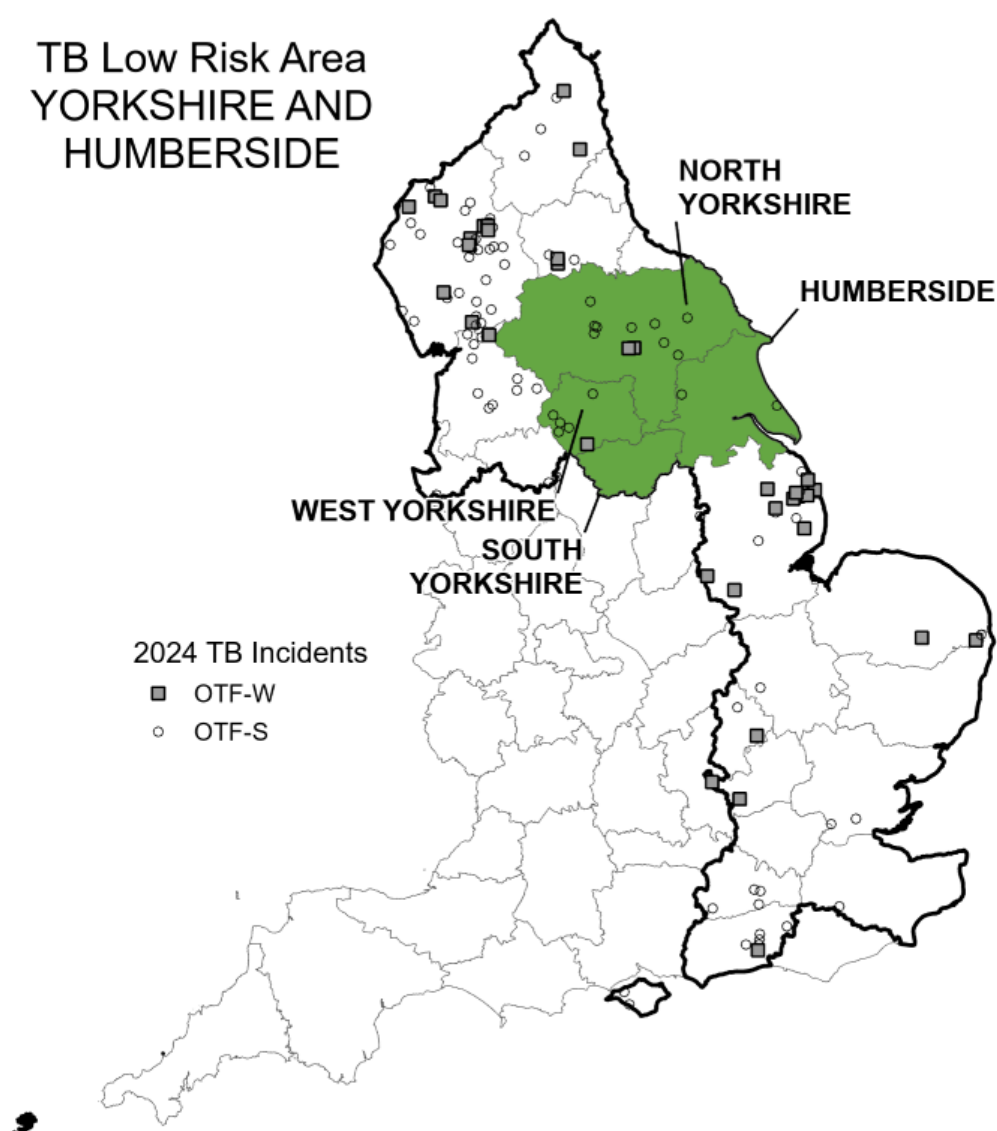 TB Low Risk Area
YORKSHIRE AND
HUMBERSIDE
NORTH
YORKSHIRE
HUMBERSIDE
WEST YORKSHIRE
SOUTH
YORKSHIRE
2024 TB Incidents
OTF-W
OTF-S